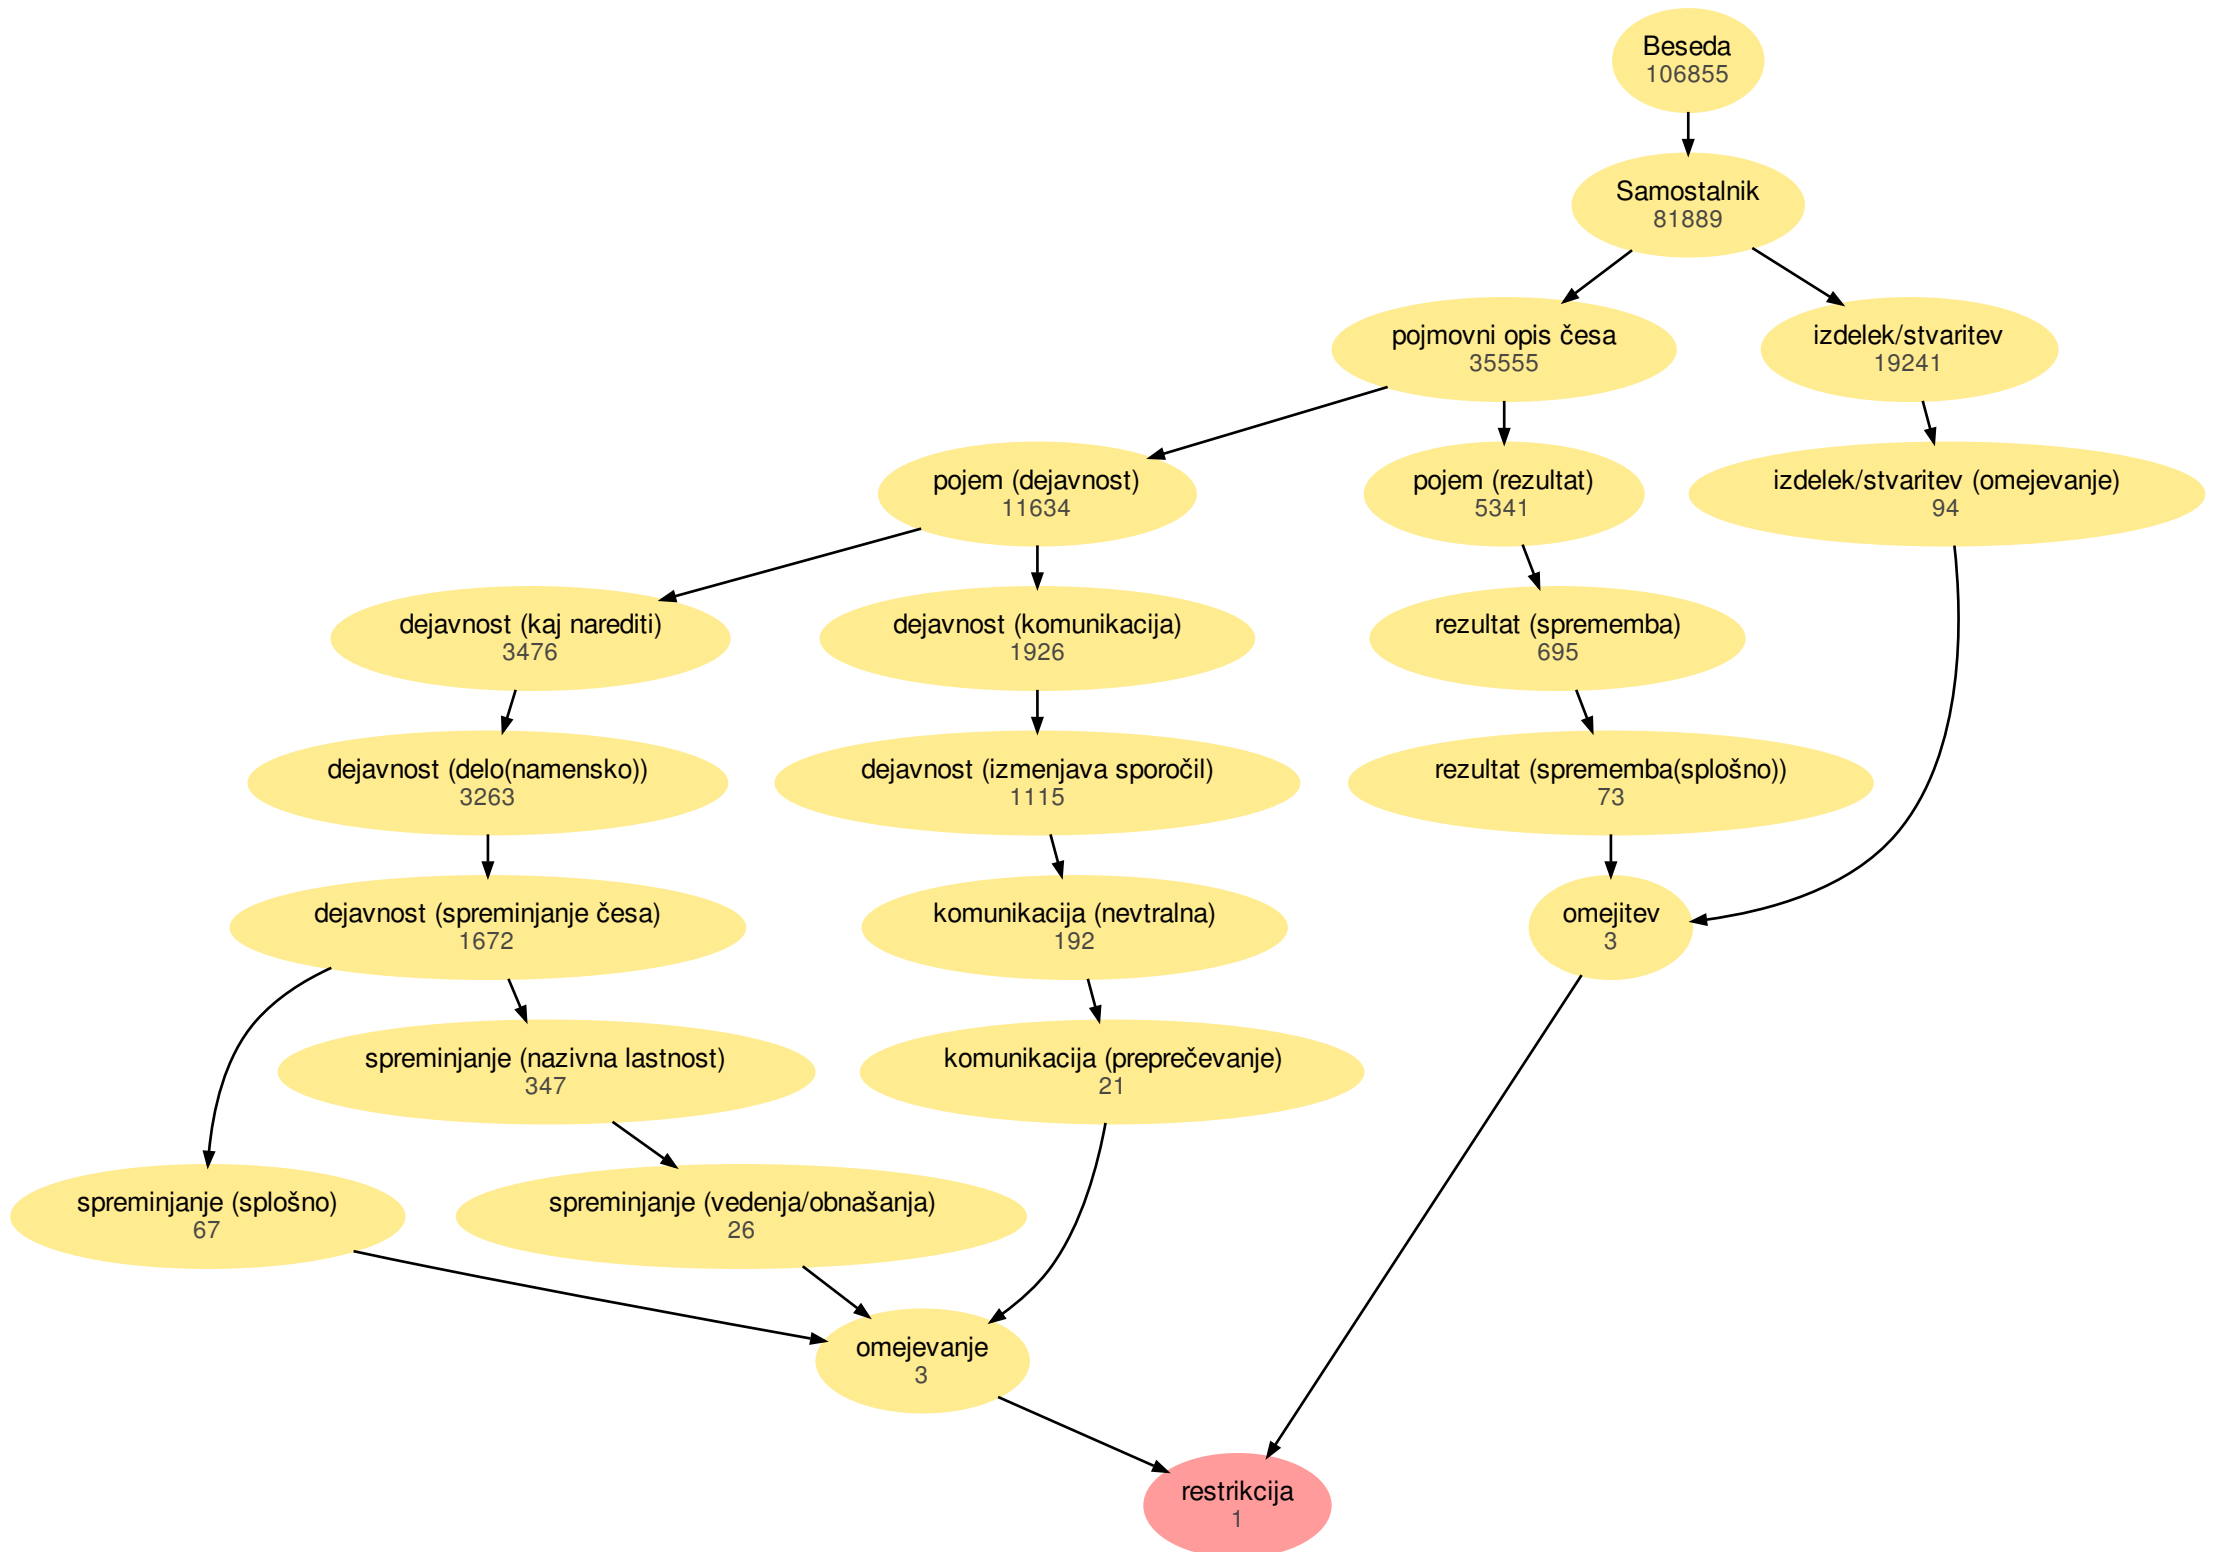 Beseda
106855
Samostalnik
81889
pojmovni opis česa
35555
izdelek/stvaritev
19241
pojem (dejavnost)
11634
pojem (rezultat)
5341
izdelek/stvaritev (omejevanje)
94
dejavnost (kaj narediti)
3476
dejavnost (komunikacija)
1926
rezultat (sprememba)
695
dejavnost (delo(namensko))
3263
dejavnost (izmenjava sporočil)
1115
rezultat (sprememba(splošno))
73
dejavnost (spreminjanje česa)
1672
komunikacija (nevtralna)
192
omejitev
3
spreminjanje (nazivna lastnost)
347
komunikacija (preprečevanje)
21
spreminjanje (splošno)
67
spreminjanje (vedenja/obnašanja)
26
omejevanje
3
restrikcija
1